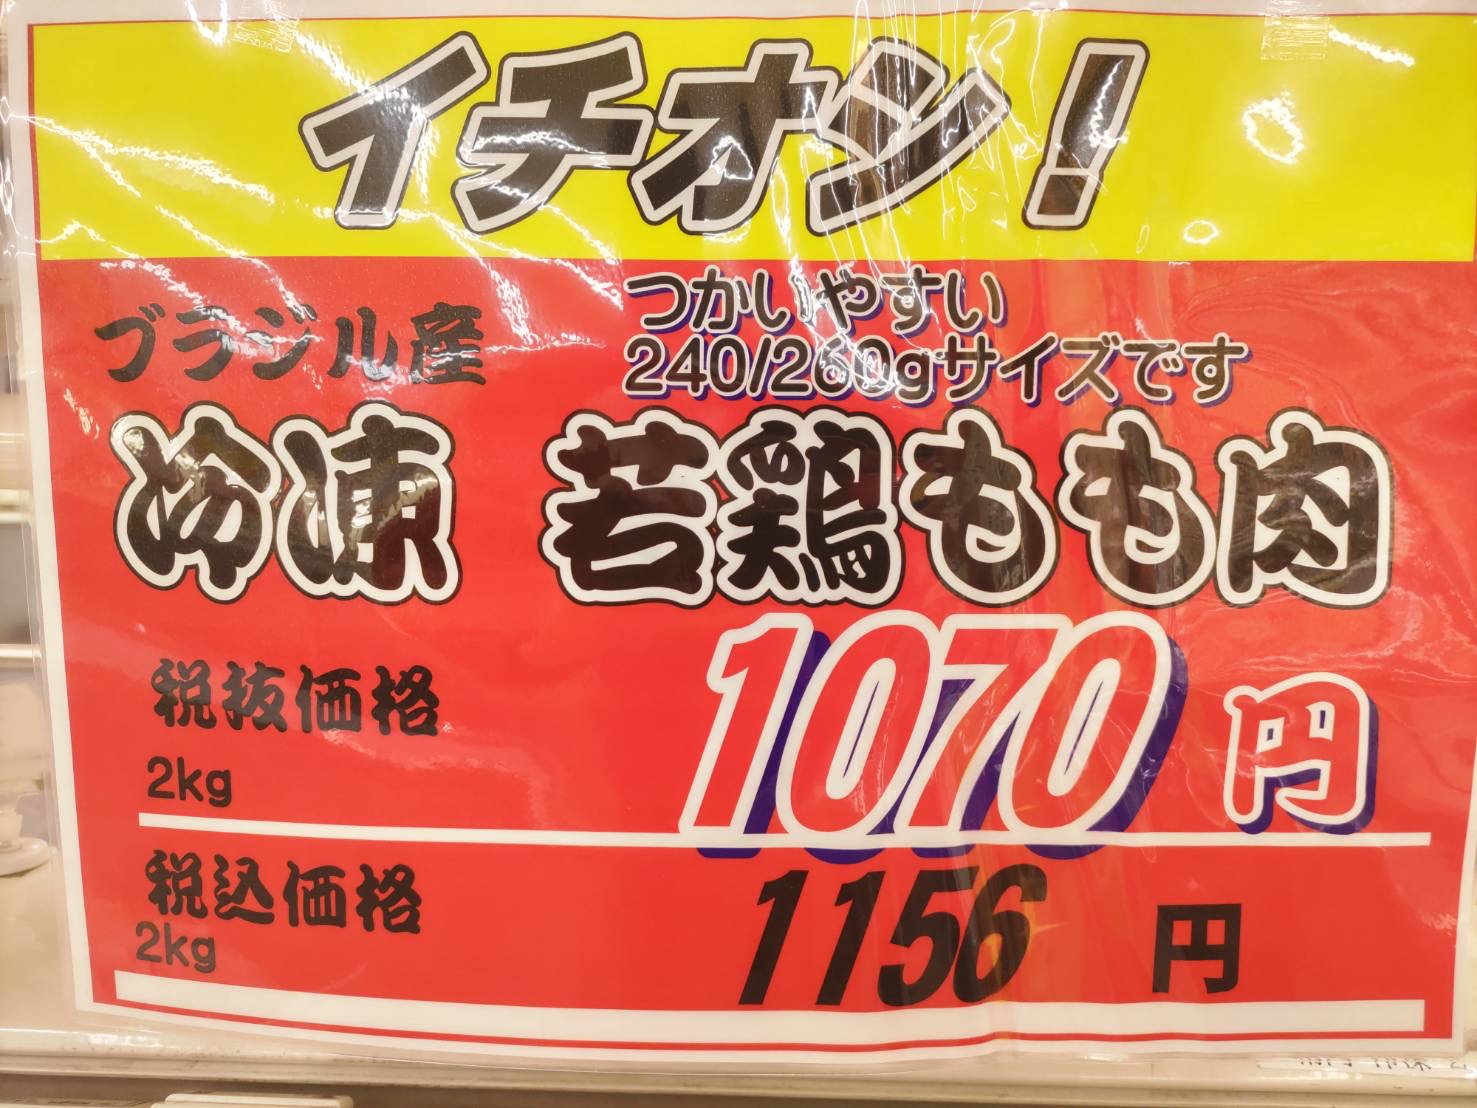 イチオシ!
ブラジル産
つかいやすい
240/260gサイズです
冷凍 若鶏もも肉
税抜価格
2kg
1070円
税込価格
2kg
1156円